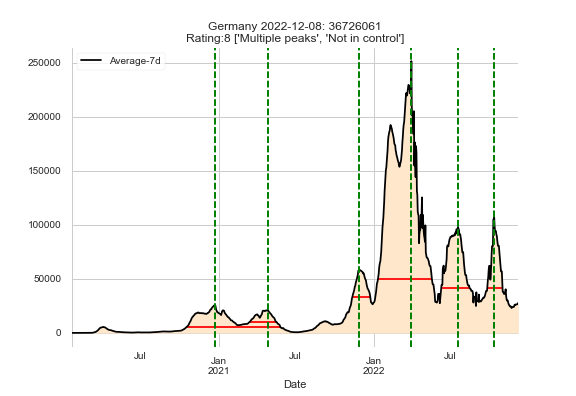 Germany 2022-12-08: 36726061
Rating:8 ['Multiple peaks', 'Not in control']
Average-7d
250000
200000
150000
100000
50000
0
Jul
Jan
2021
Jul
Jan
2022
Jul
Date